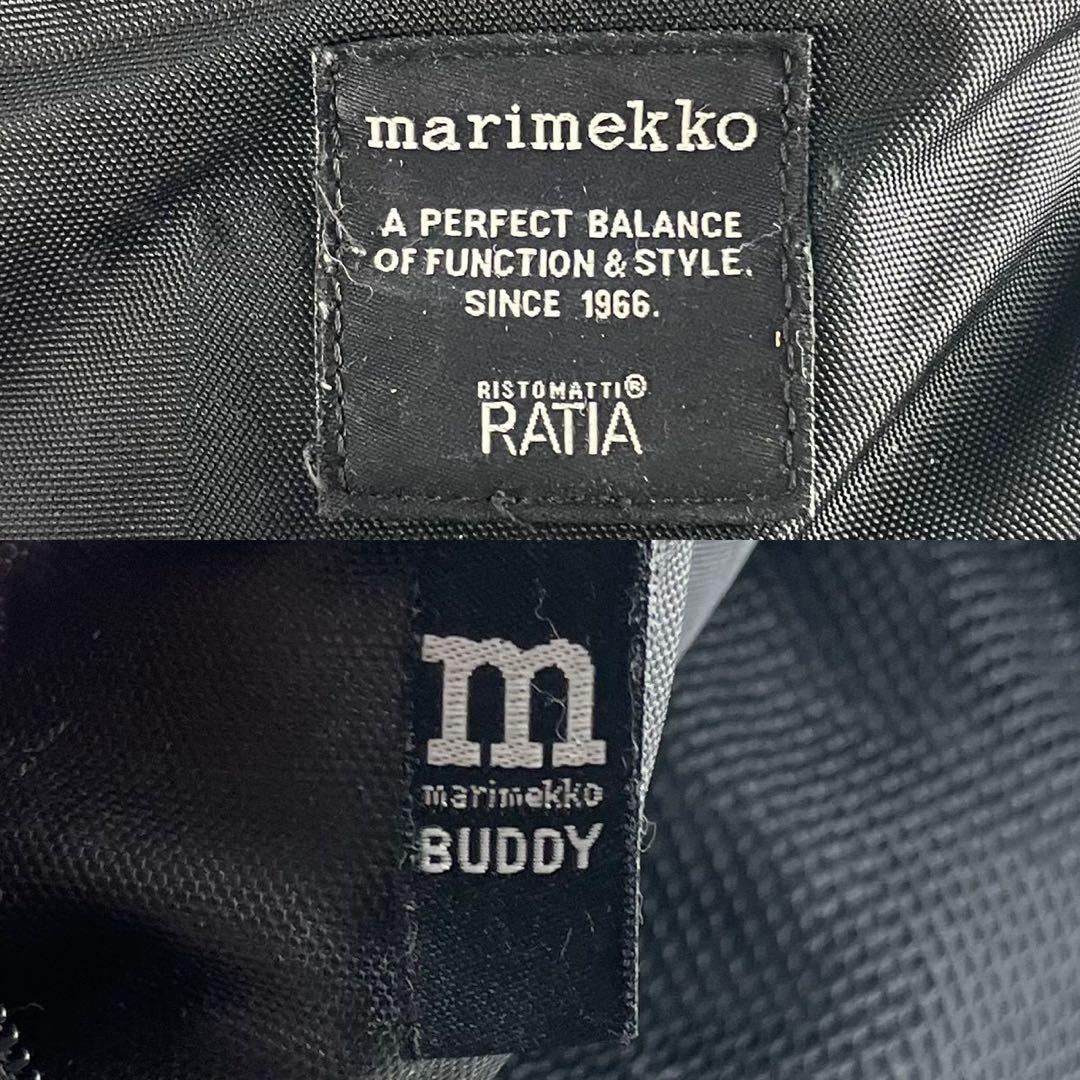 marimekko
A PERFECT BALANCE
OF FUNCTION & STYLE.
SINCE 1966.
RISTOMATTI®
RATIA
m
marimekko
BUDDY